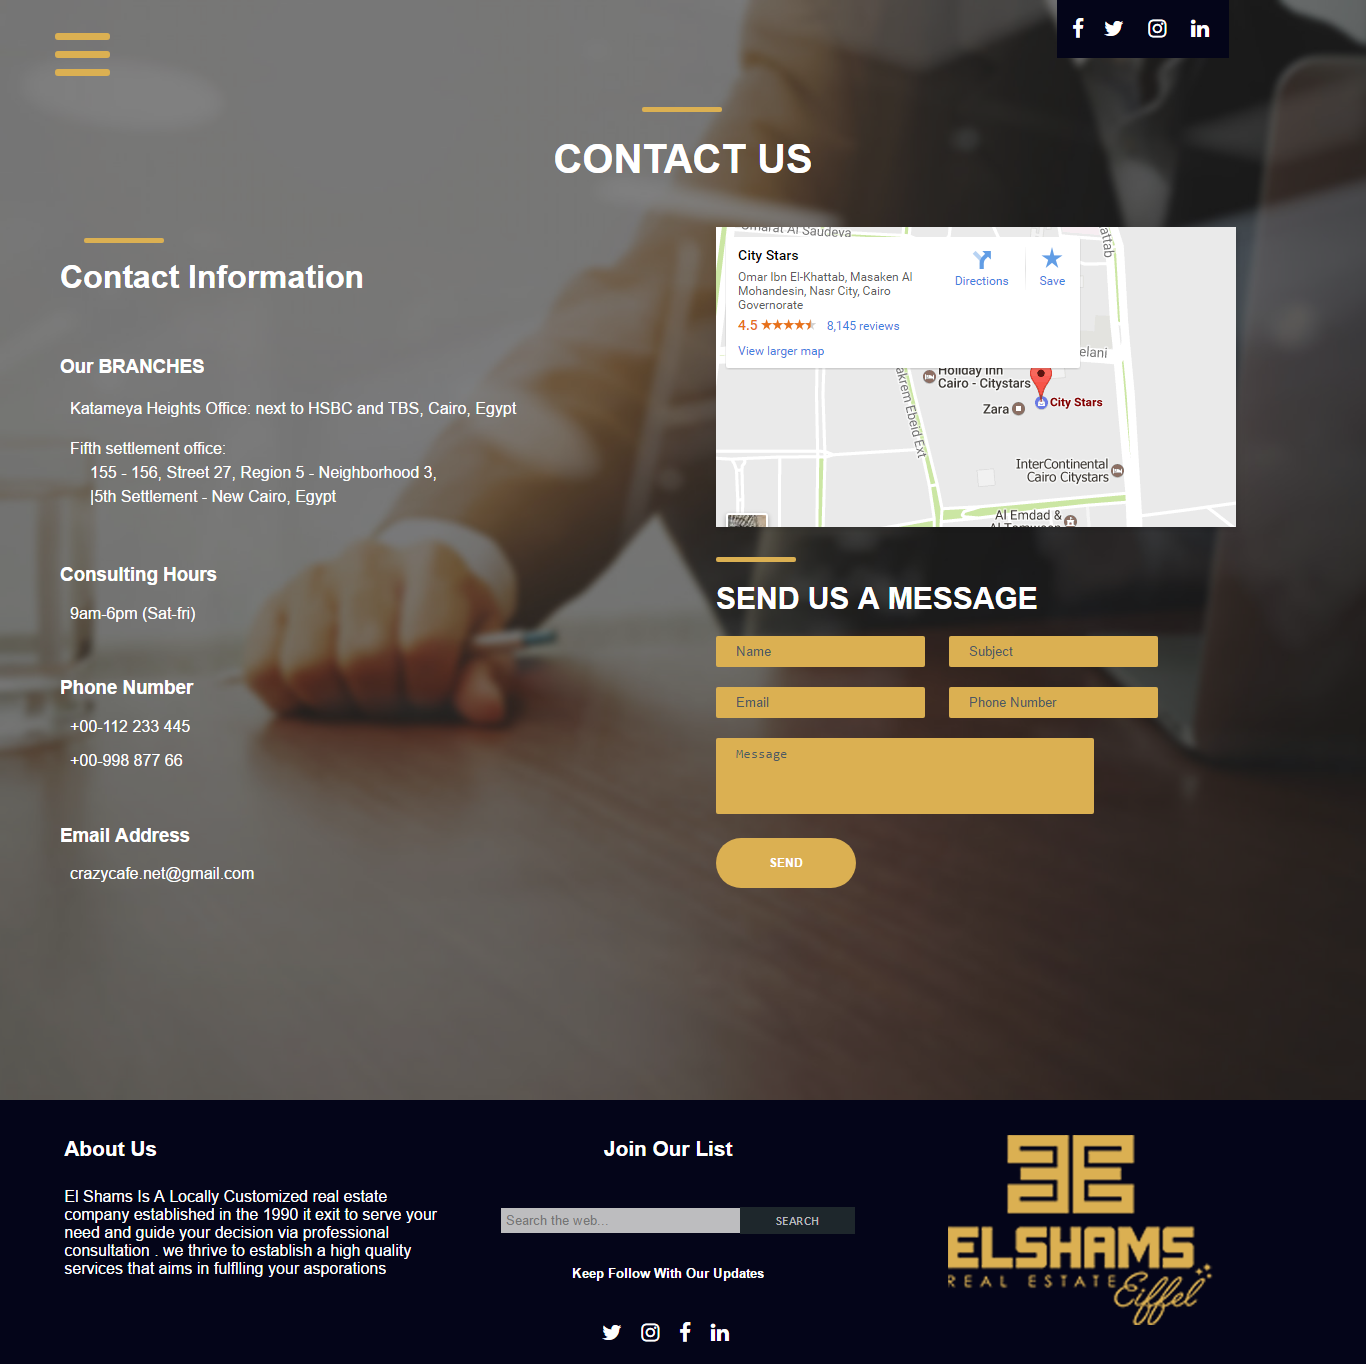 CONTACT US
Contact Information
Our BRANCHES
Katameya Heights Office: next to HSBC and TBS, Cairo, Egypt
Fifth settlement office:
155 - 156, Street 27, Region 5 - Neighborhood 3,
|5th Settlement - New Cairo, Egypt
Consulting Hours
9am-6pm (Sat-fri)
Phone Number
+00-112 233 445
+00-998 877 66
Email Address
crazycafe.net@gmail.com
Omarat Al Saudeya
City Stars
Omar Ibn El-Khattab, Masaken Al
Mohandesin, Nasr City, Cairo
Governorate
4.5
8,145 reviews
View larger map
Directions
Save
attab
elani
akrem Ebeid Ext
Holiday Inn
Cairo - Citystars
Zara
City Stars
InterContinental
Cairo Citystars
Al Emdad &
SEND US A MESSAGE
Name
Subject
Email
Phone Number
Message
SEND
About Us
El Shams Is A Locally Customized real estate
company established in the 1990 it exit to serve your
need and guide your decision via professional
consultation . we thrive to establish a high quality
services that aims in fulflling your asporations
Join Our List
Search the web...
SEARCH
Keep Follow With Our Updates
ELSHAMS
REAL ESTATE
Eiffel